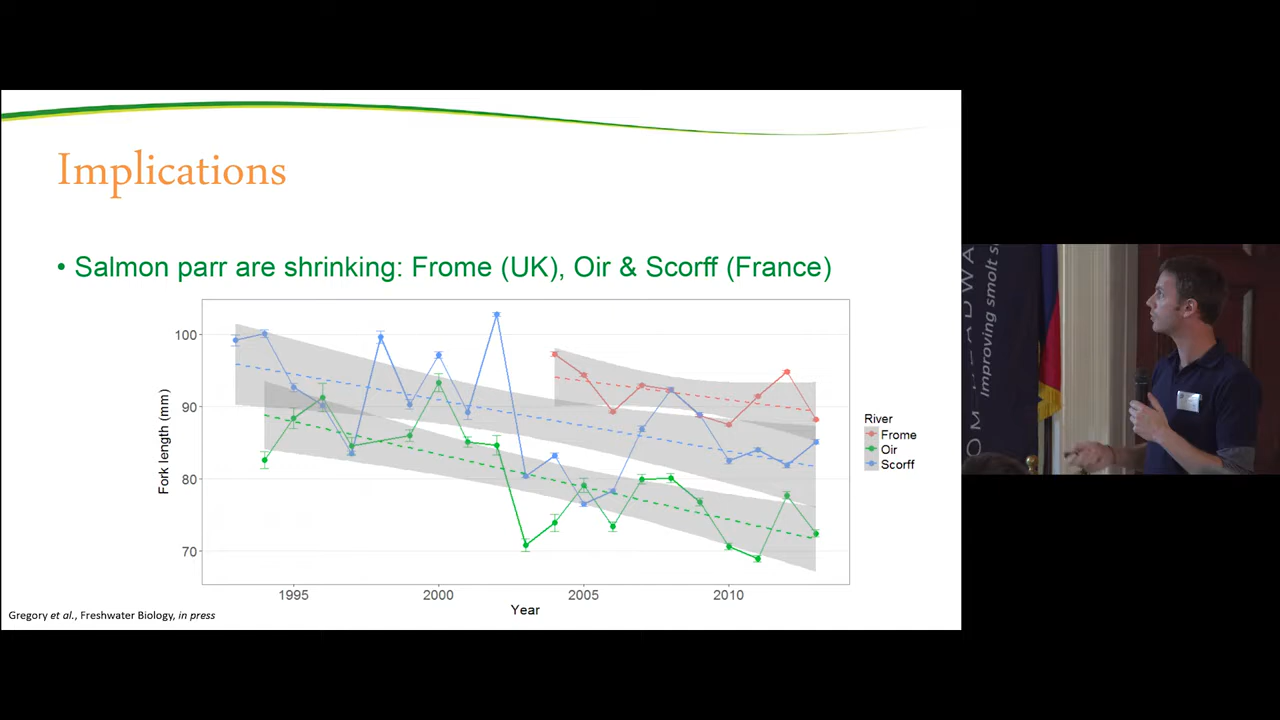 Implications
• Salmon parr are shrinking: Frome (UK), Oir & Scorff (France)
100
90
80
70
Fork length (mm)
1995
2000
2005
2010
Year
River
Frome
Oir
Scorff
Gregory et al., Freshwater Biology, in press
Improving smolt s